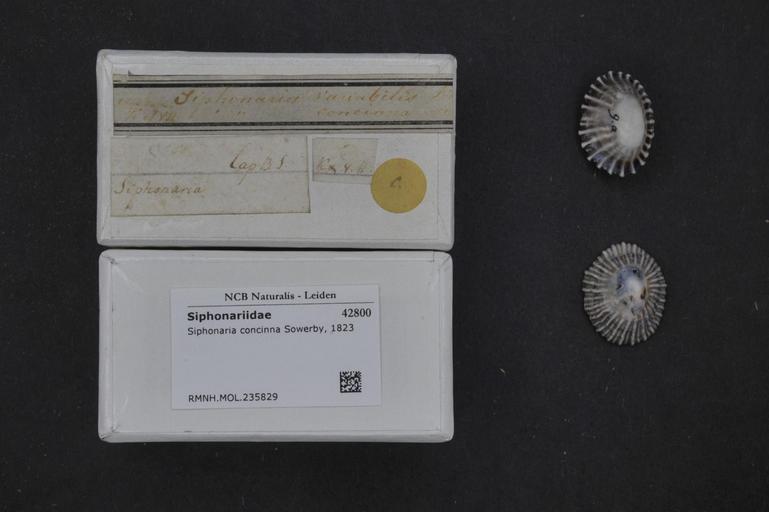 Siphonaria variabilis
concinna
Cap B S.
Siphonaria
C.
g.a
NCB Naturalis - Leiden
Siphonariidae 42800
Siphonaria concinna Sowerby, 1823
RMNH.MOL.235829